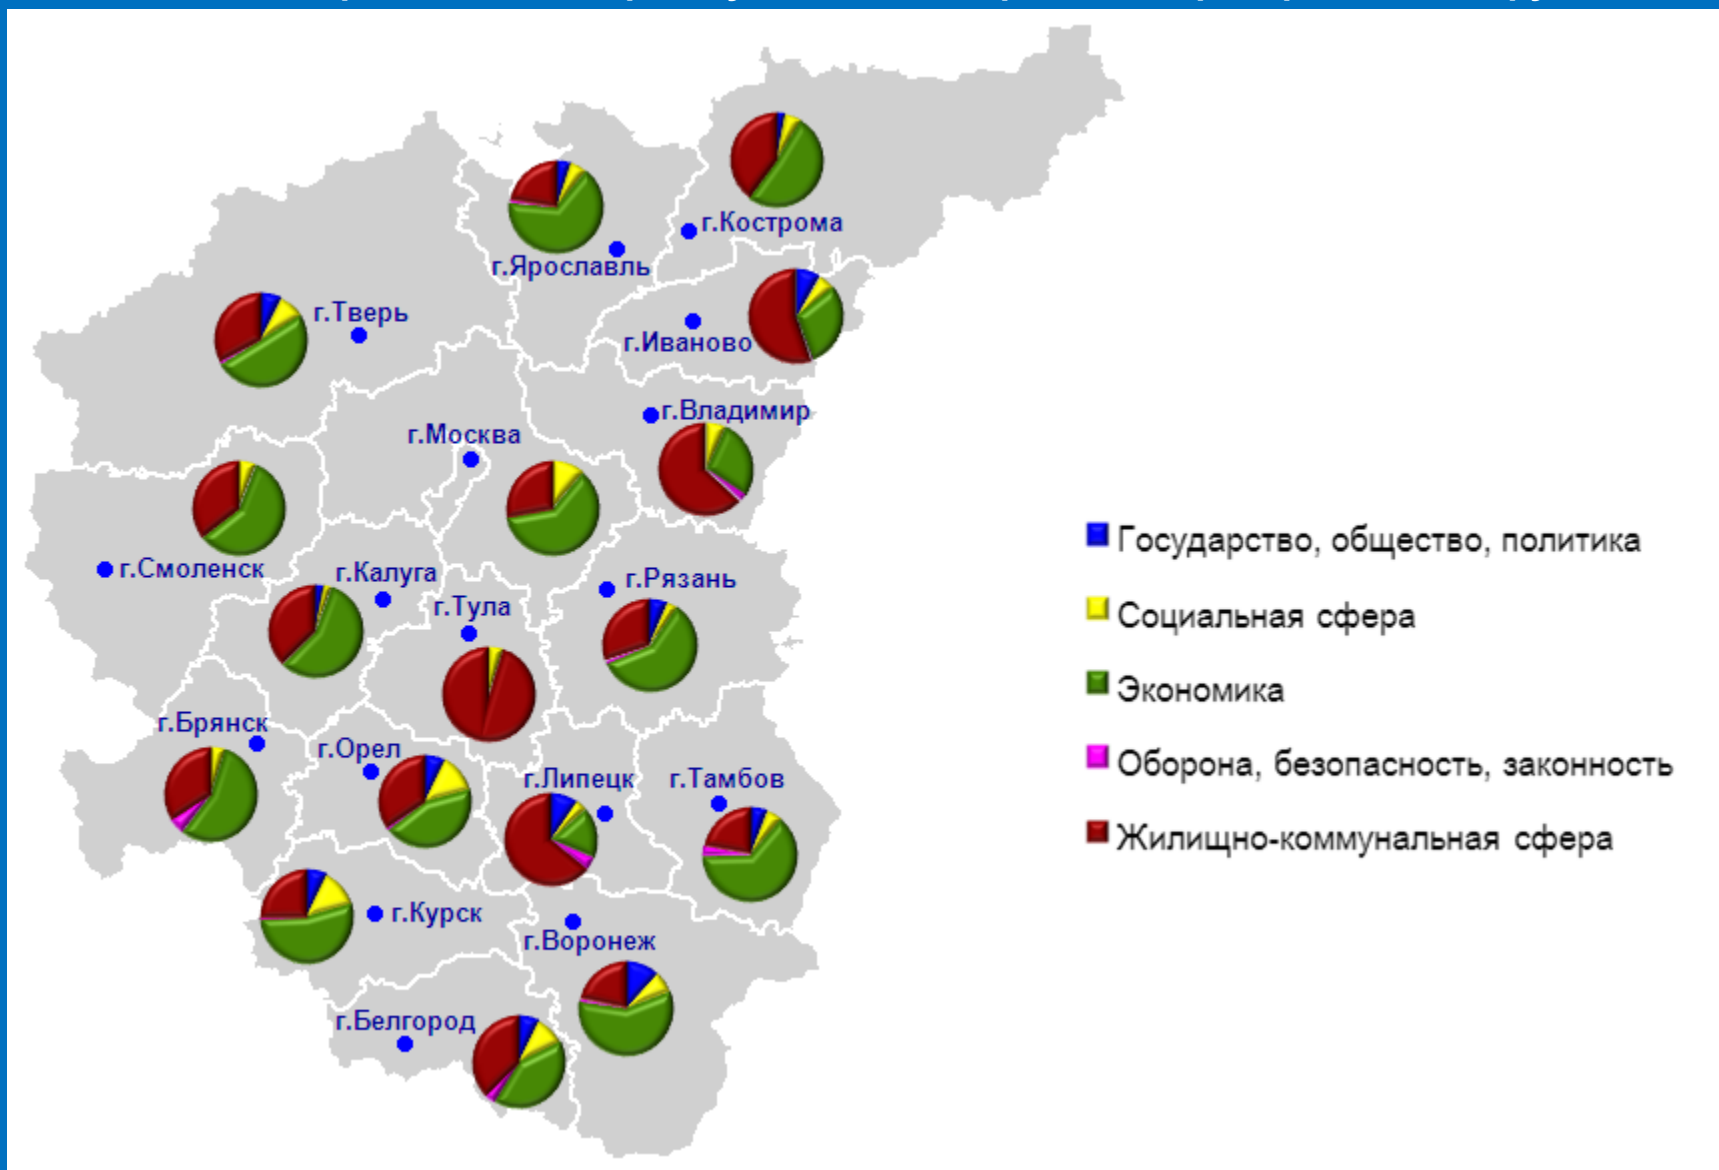 г.Кострома
г.Ярославль
г.Тверь
г.Иваново
г.Владимир
г.Москва
г.Смоленск
г.Калуга
г.Рязань
г.Тула
г.Брянск
г.Орел
г.Липецк
г.Тамбов
г.Курск
г.Воронеж
г.Белгород
Государство, общество, политика
Социальная сфера
Экономика
Оборона, безопасность, законность
Жилищно-коммунальная сфера